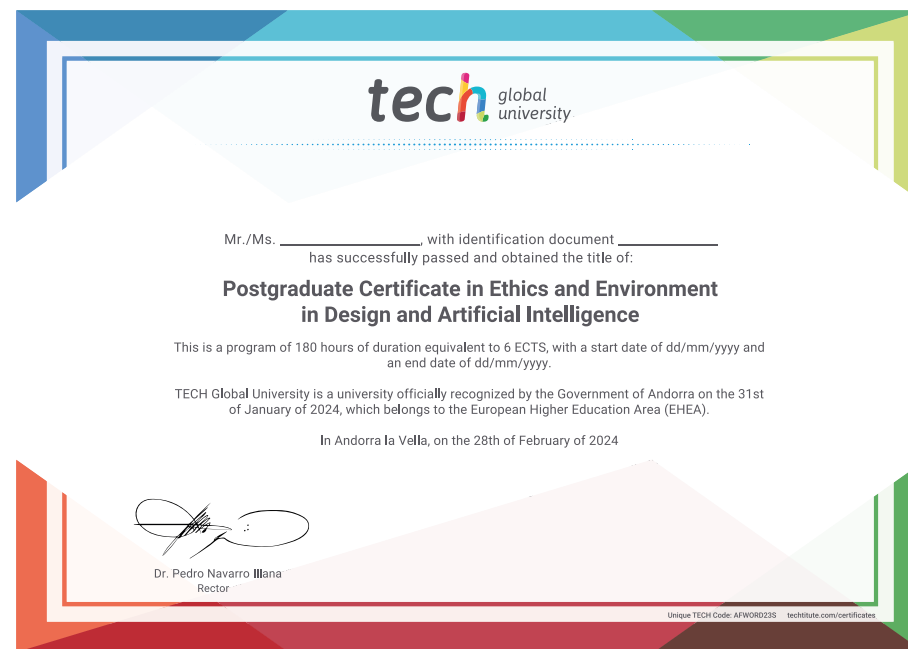 tech global university
Mr./Ms. ____________, with identification document ____________
has successfully passed and obtained the title of:
Postgraduate Certificate in Ethics and Environment
in Design and Artificial Intelligence
This is a program of 180 hours of duration equivalent to 6 ECTS, with a start date of dd/mm/yyyy and
an end date of dd/mm/yyyy.
TECH Global University is a university officially recognized by the Government of Andorra on the 31st
of January of 2024, which belongs to the European Higher Education Area (EHEA).
In Andorra la Vella, on the 28th of February of 2024
Dr. Pedro Navarro Illana
Rector
Unique TECH Code: AFWORD23S techtitute.com/certificates